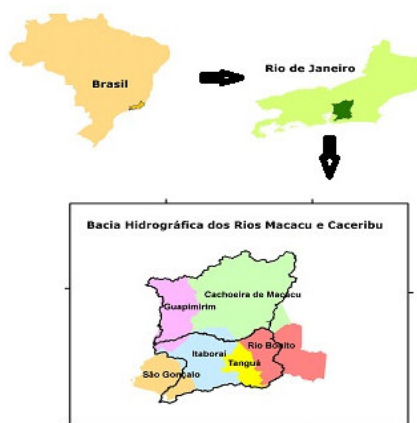 Brasil
Rio de Janeiro
Bacia Hidrográfica dos Rios Macacu e Caceribu
Cachoeira de Macacu
Guapimirim
Itaboraí
Rio Bonito
Tanguá
São Gonçalo